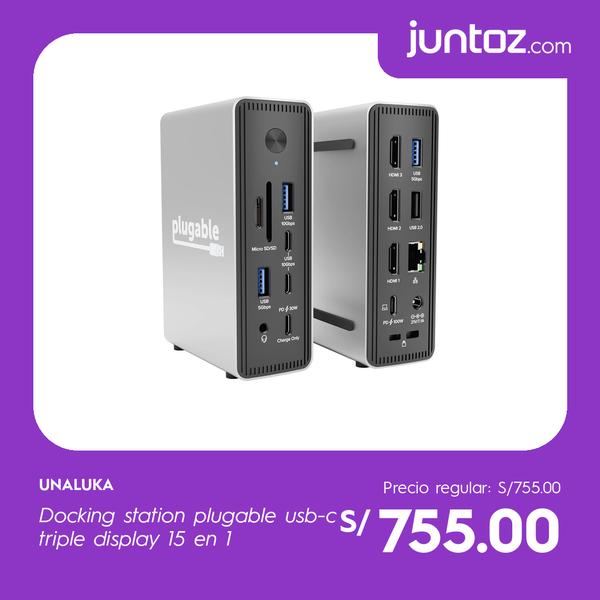 juntoz.com
plugable
Micro SD/SD
USB
10Gbps
USB
10Gbps
USB
5Gbps
PD 30W
Charge Only
HDMI 3
USB
5Gbps
HDMI 2
USB 2.0
HDMI 1
PD 100W
UNALUKA
Docking station plugable usb-c
triple display 15 en 1
Precio regular: S/755.00
S/ 755.00